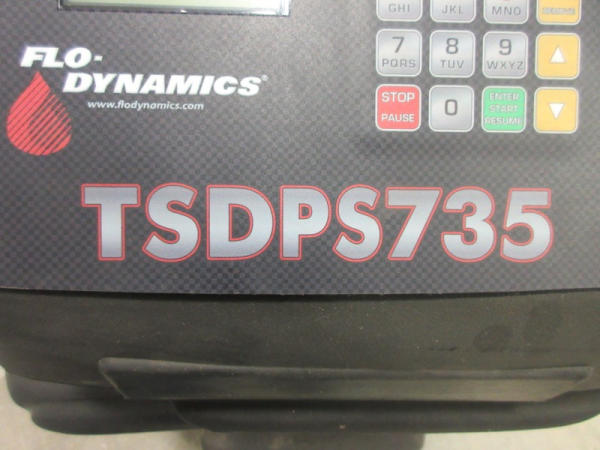 GHI JKL MNO
FLO-
DYNAMICS®
www.flodynamics.com
7 PQRS 8 TUV 9 WXYZ
STOP PAUSE 0 ENTER START RESUME
TSDPS735